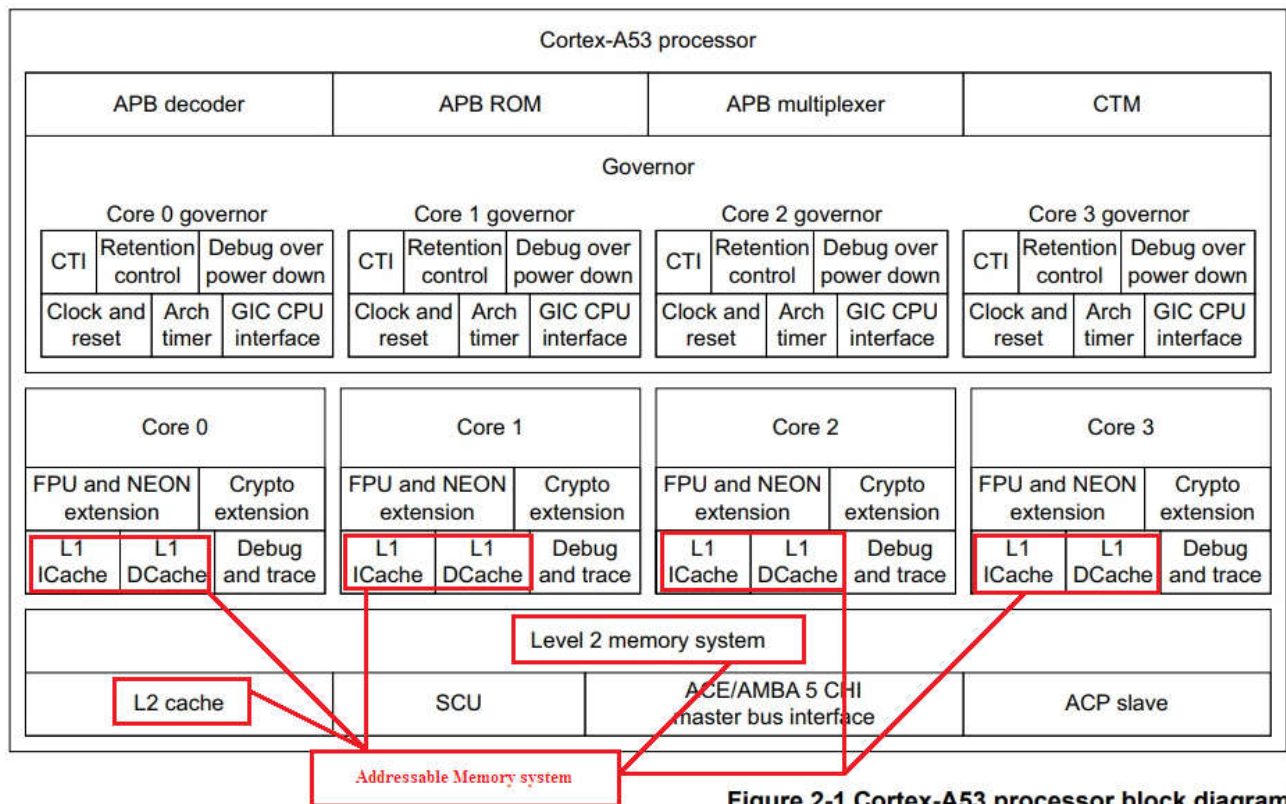 Cortex-A53 processor
APB decoder
APB ROM
APB multiplexer
CTM
Governor
Core 0 governor
CTI
Retention
control
Debug over
power down
Clock and
reset
Arch
timer
GIC CPU
interface
Core 1 governor
CTI
Retention
control
Debug over
power down
Clock and
reset
Arch
timer
GIC CPU
interface
Core 2 governor
CTI
Retention
control
Debug over
power down
Clock and
reset
Arch
timer
GIC CPU
interface
Core 3 governor
CTI
Retention
control
Debug over
power down
Clock and
reset
Arch
timer
GIC CPU
interface
Core 0
FPU and NEON
extension
Crypto
extension
L1
ICache
L1
DCache
Debug
and trace
Core 1
FPU and NEON
extension
Crypto
extension
L1
ICache
L1
DCache
Debug
and trace
Core 2
FPU and NEON
extension
Crypto
extension
L1
ICache
L1
DCache
Debug
and trace
Core 3
FPU and NEON
extension
Crypto
extension
L1
ICache
L1
DCache
Debug
and trace
Level 2 memory system
L2 cache
SCU
ACE/AMBA 5 CHI
master bus interface
ACP slave
Addressable Memory system
Figure 2-1 Cortex-A53 processor block diagram